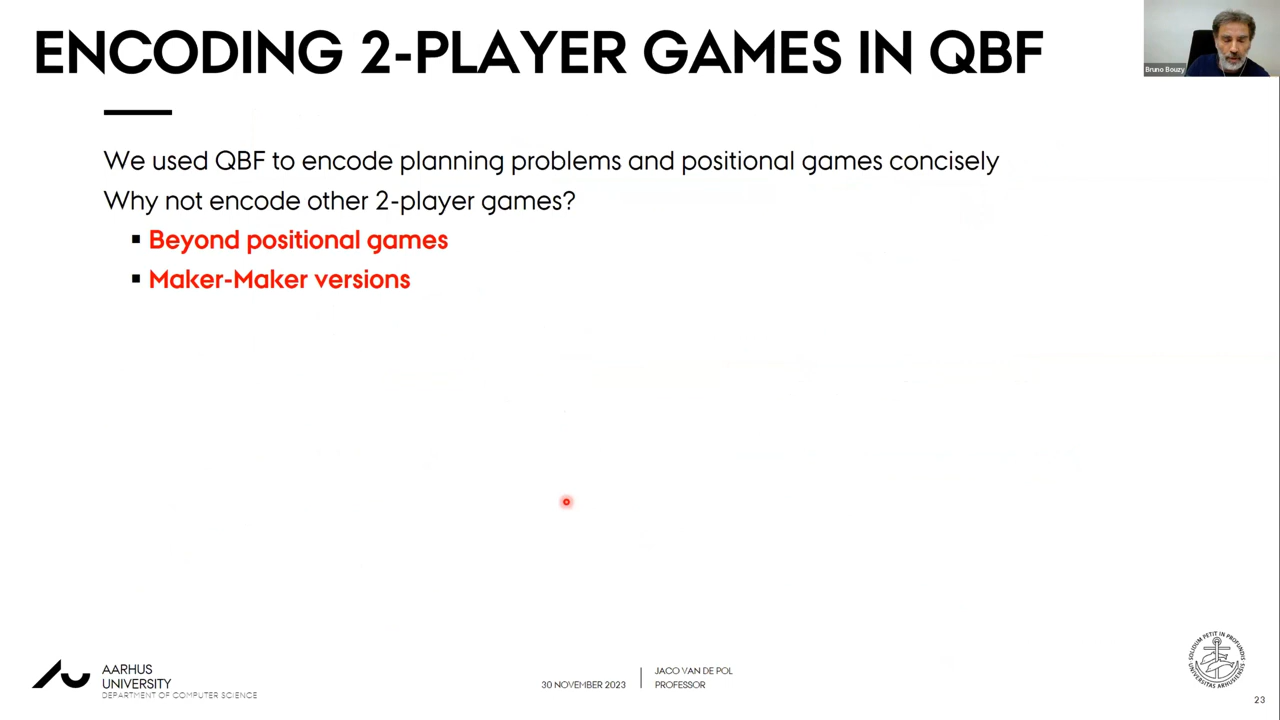 ENCODING 2-PLAYER GAMES IN QBF
Bruno Bouzy
We used QBF to encode planning problems and positional games concisely
Why not encode other 2-player games?
▪ Beyond positional games
▪ Maker-Maker versions
AARHUS
UNIVERSITY
DEPARTMENT OF COMPUTER SCIENCE
30 NOVEMBER 2023
JACO VAN DE POL
PROFESSOR
23